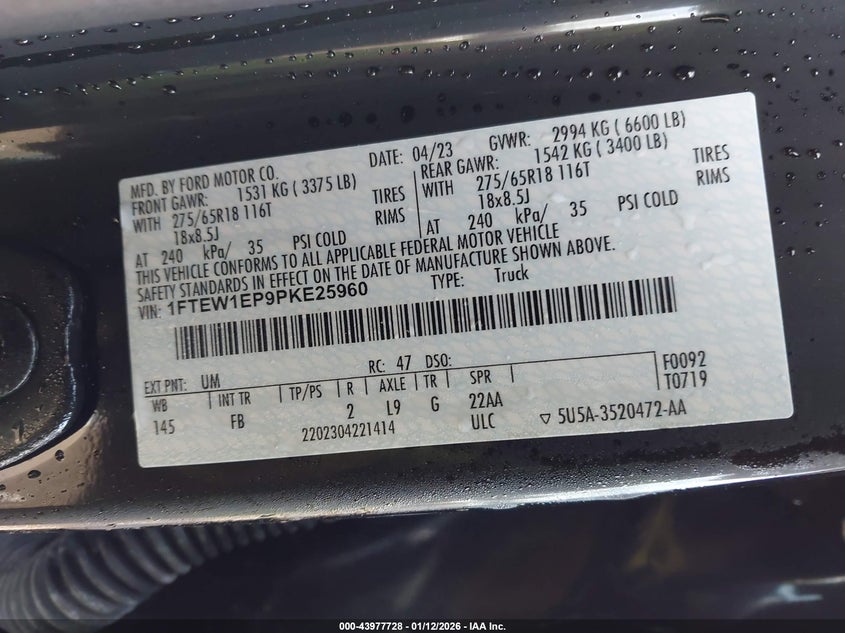 MFD. BY FORD MOTOR CO. DATE: 04/23 GVWR: 2994 KG ( 6600 LB)
FRONT GAWR: 1531 KG ( 3375 LB) REAR GAWR: 1542 KG ( 3400 LB)
WITH 275/65R18 116T TIRES WITH 275/65R18 116T TIRES
18x8.5J RIMS 18x8.5J RIMS
AT 240 kPa/ 35 PSI COLD AT 240 kPa/ 35 PSI COLD
THIS VEHICLE CONFORMS TO ALL APPLICABLE FEDERAL MOTOR VEHICLE
SAFETY STANDARDS IN EFFECT ON THE DATE OF MANUFACTURE SHOWN ABOVE.
VIN: 1FTEW1EP9PKE25960 TYPE: Truck
EXT PNT: UM RC: 47 DSO: F0092
WB INT TR TP/PS R AXLE TR SPR T0719
145 FB 2 L9 G 22AA
2202304221414 ULC ▽ 5U5A-3520472-AA
000-43977728 - 01/12/2026 - IAA Inc.